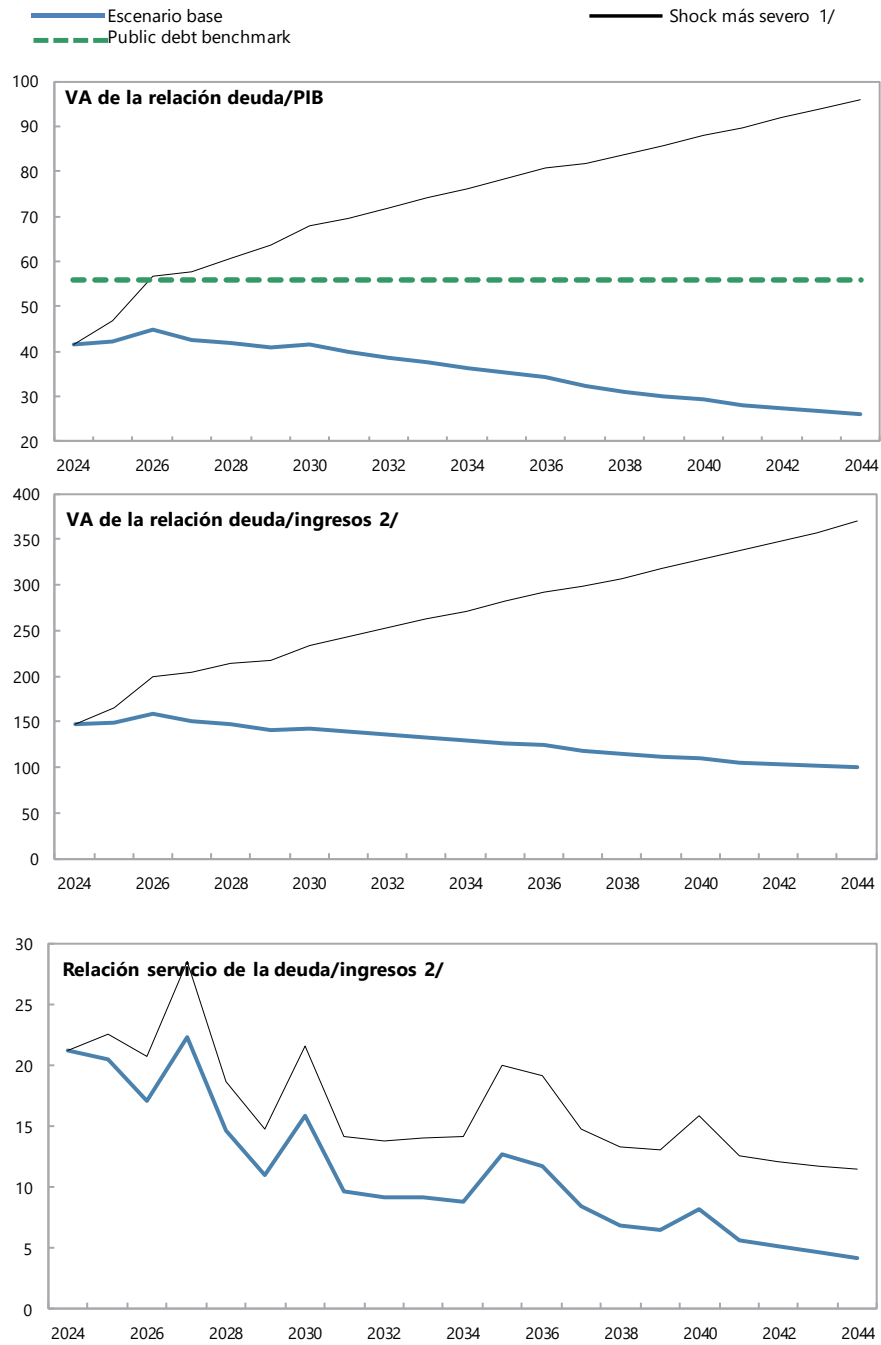 Escenario base
Shock más severo 1/
Public debt benchmark
100
VA de la relación deuda/PIB
90
80
70
60
50
40
30
20
2024 2026 2028 2030 2032 2034 2036 2038 2040 2042 2044
400
VA de la relación deuda/ingresos 2/
350
300
250
200
150
100
50
0
2024 2026 2028 2030 2032 2034 2036 2038 2040 2042 2044
30
Relación servicio de la deuda/ingresos 2/
25
20
15
10
5
0
2024 2026 2028 2030 2032 2034 2036 2038 2040 2042 2044